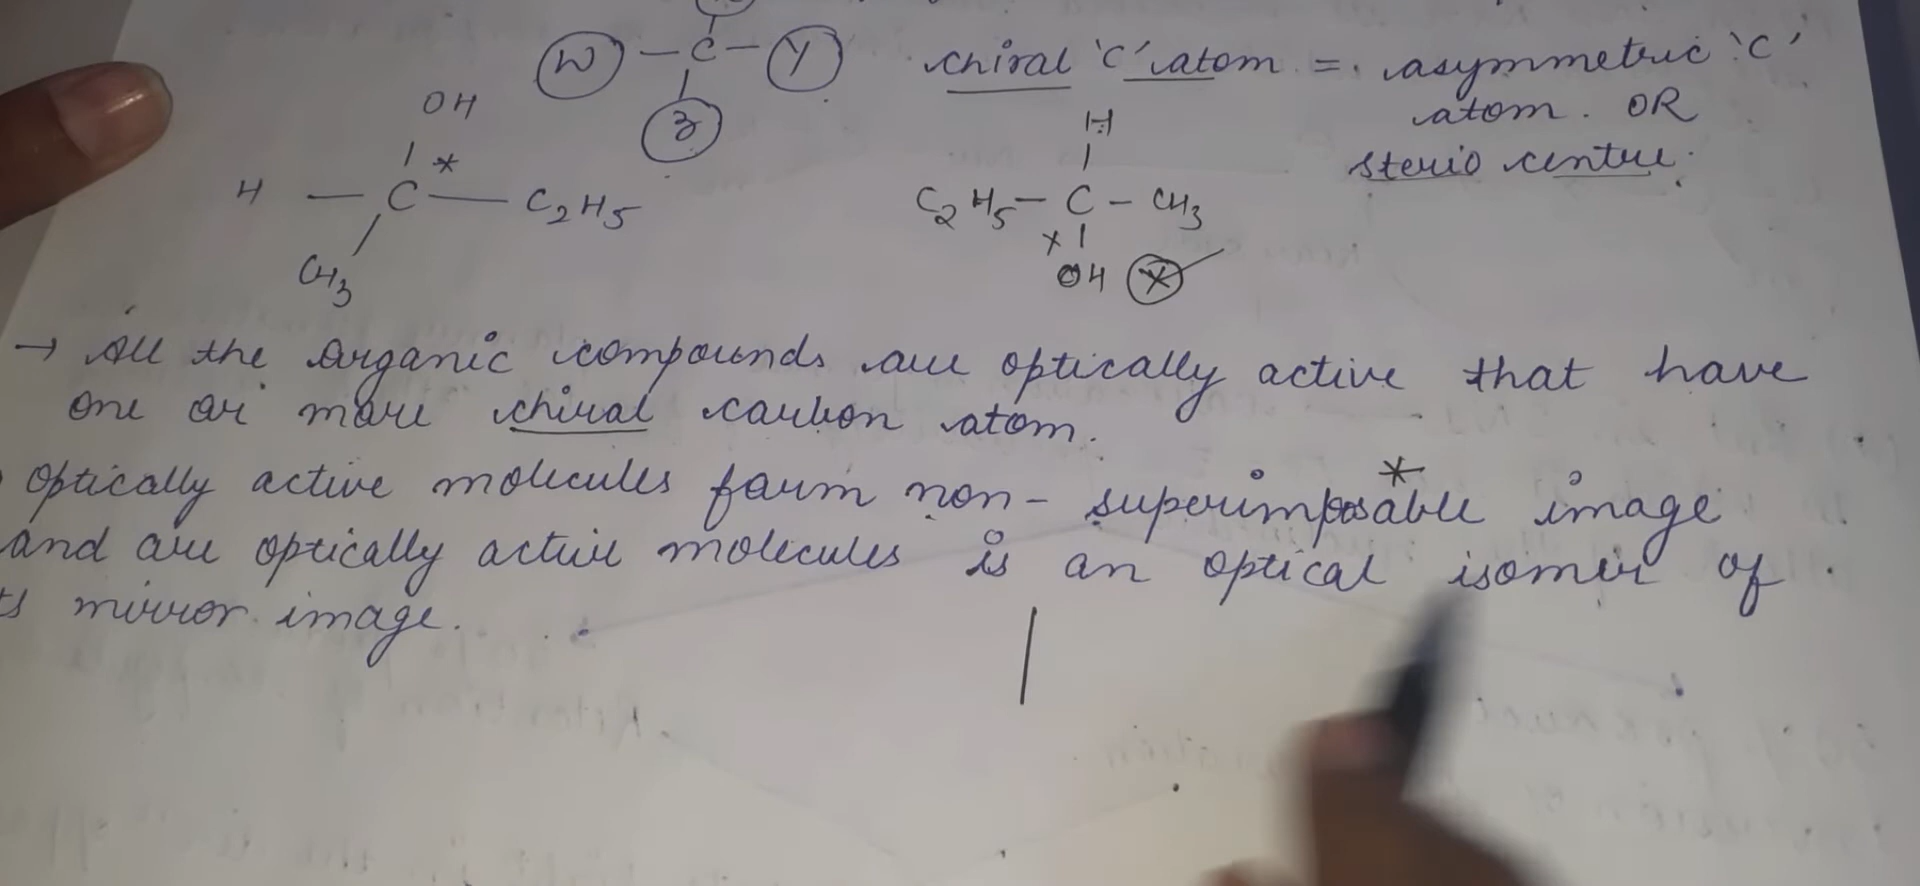 W — C — Y
3
chiral 'C' atom = asymmetric 'C'
atom. OR
sterio centre.
OH
*
H — C — C2H5
CH3
H
C2H5 — C — CH3
x
OH X
→ All the organic compounds are optically active that have
one or more chiral carbon atom.
*
optically active molecules form non-superimposable image
and are optically active molecules is an optical isomer of
mirror image.